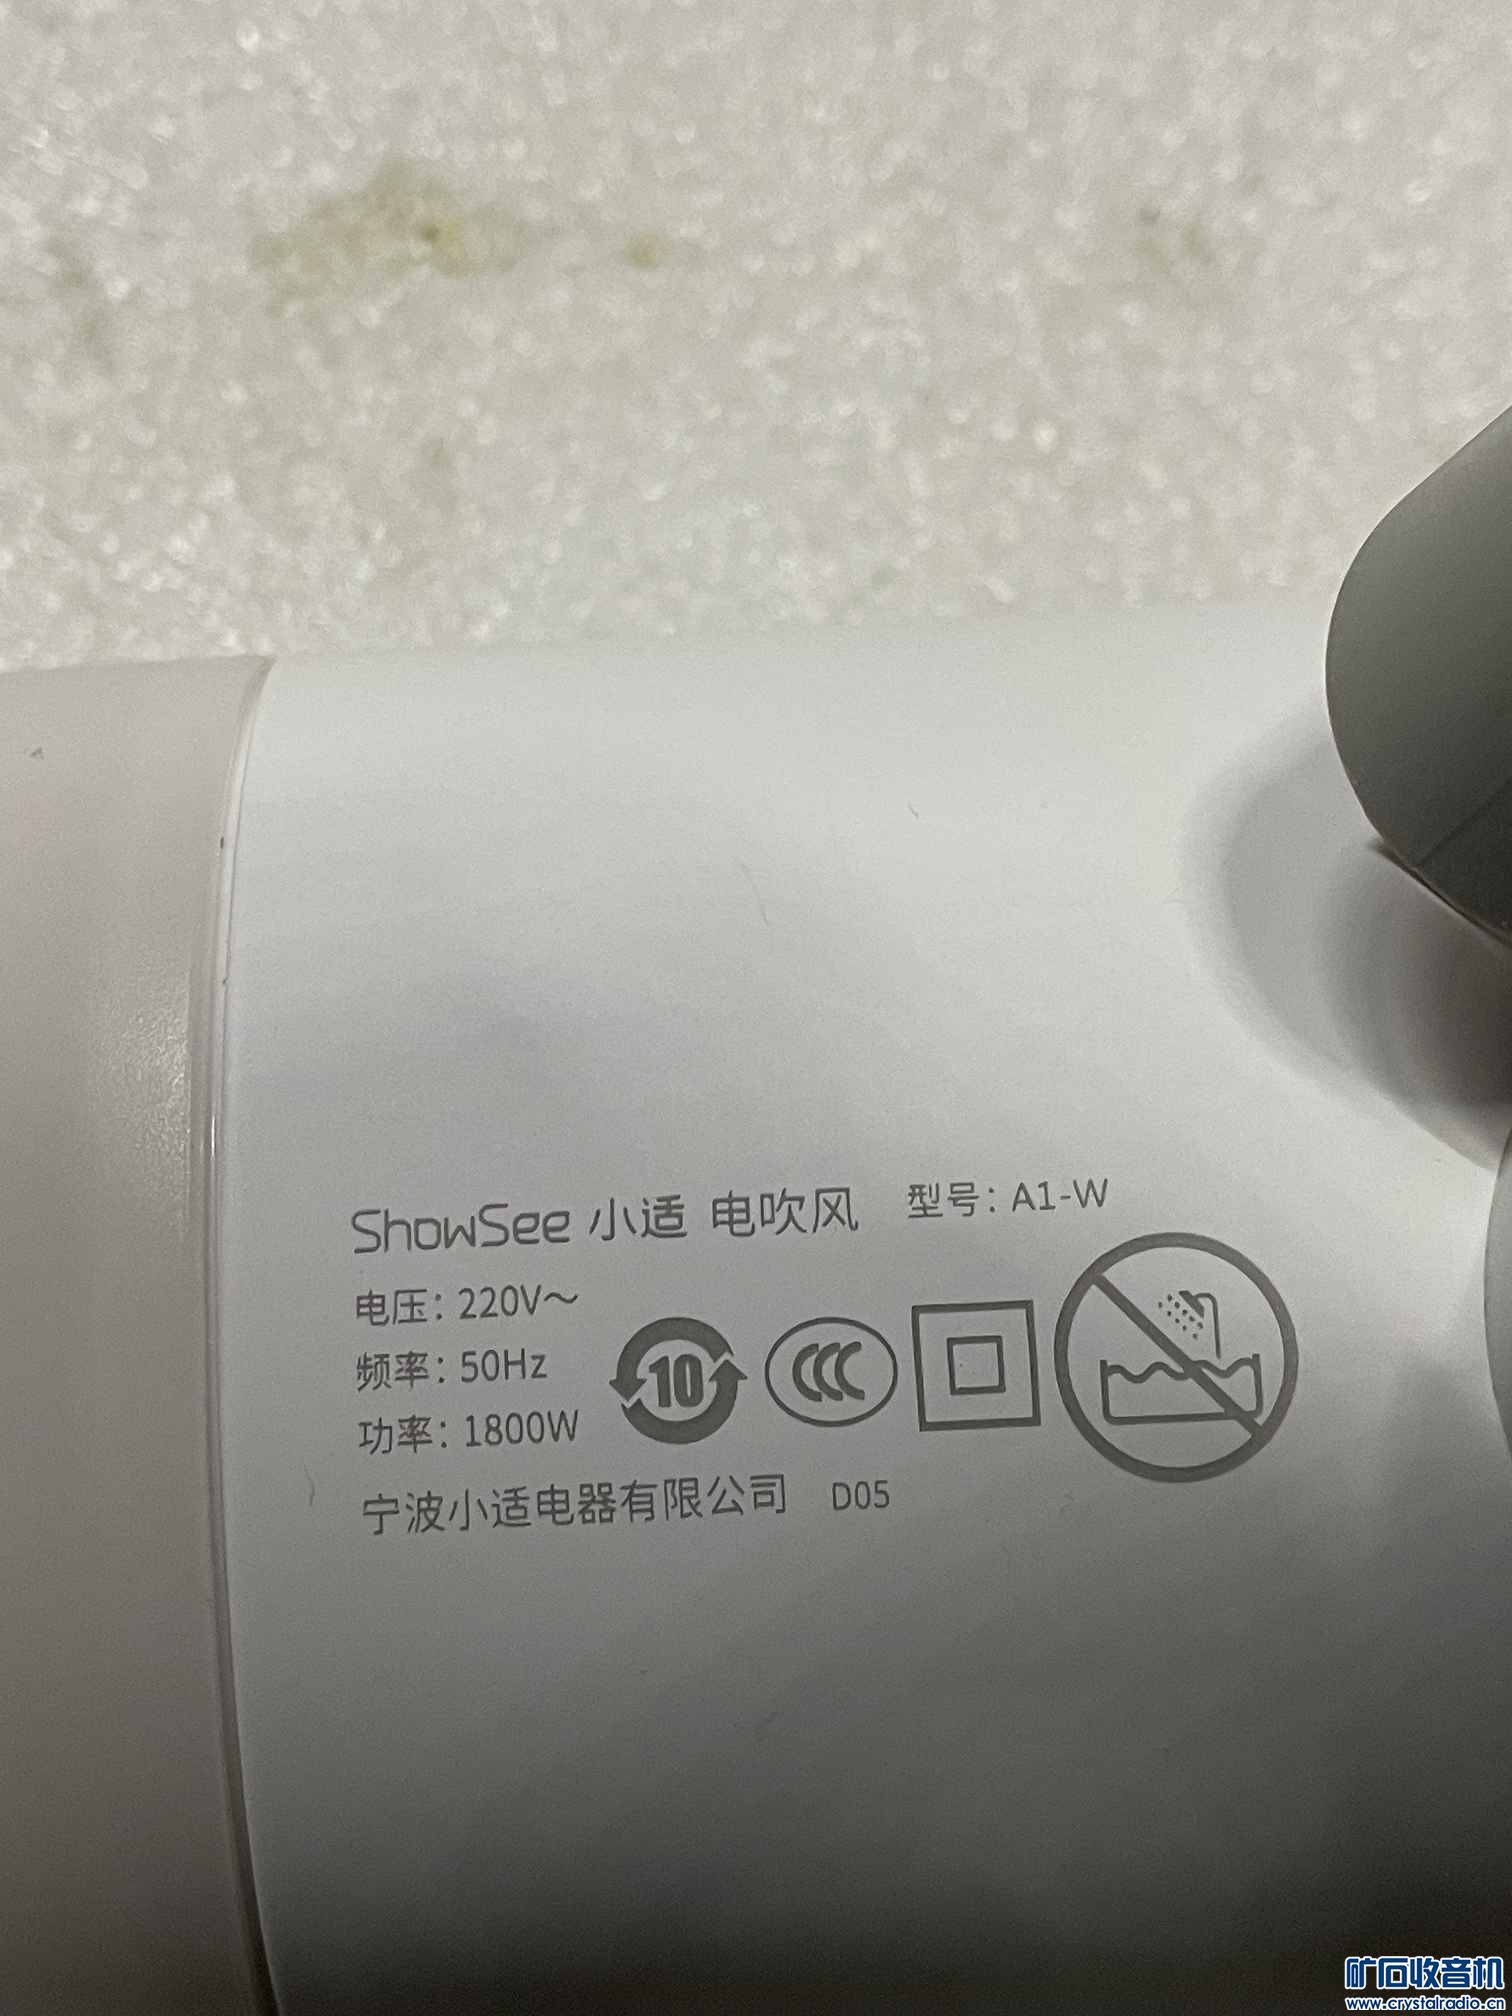 ShowSee 小适 电吹风 型号：A1-W
电压：220V～
频率：50Hz
功率：1800W
10
CCC
宁波小适电器有限公司 D05
矿石收音机
www.crystalradio.cn